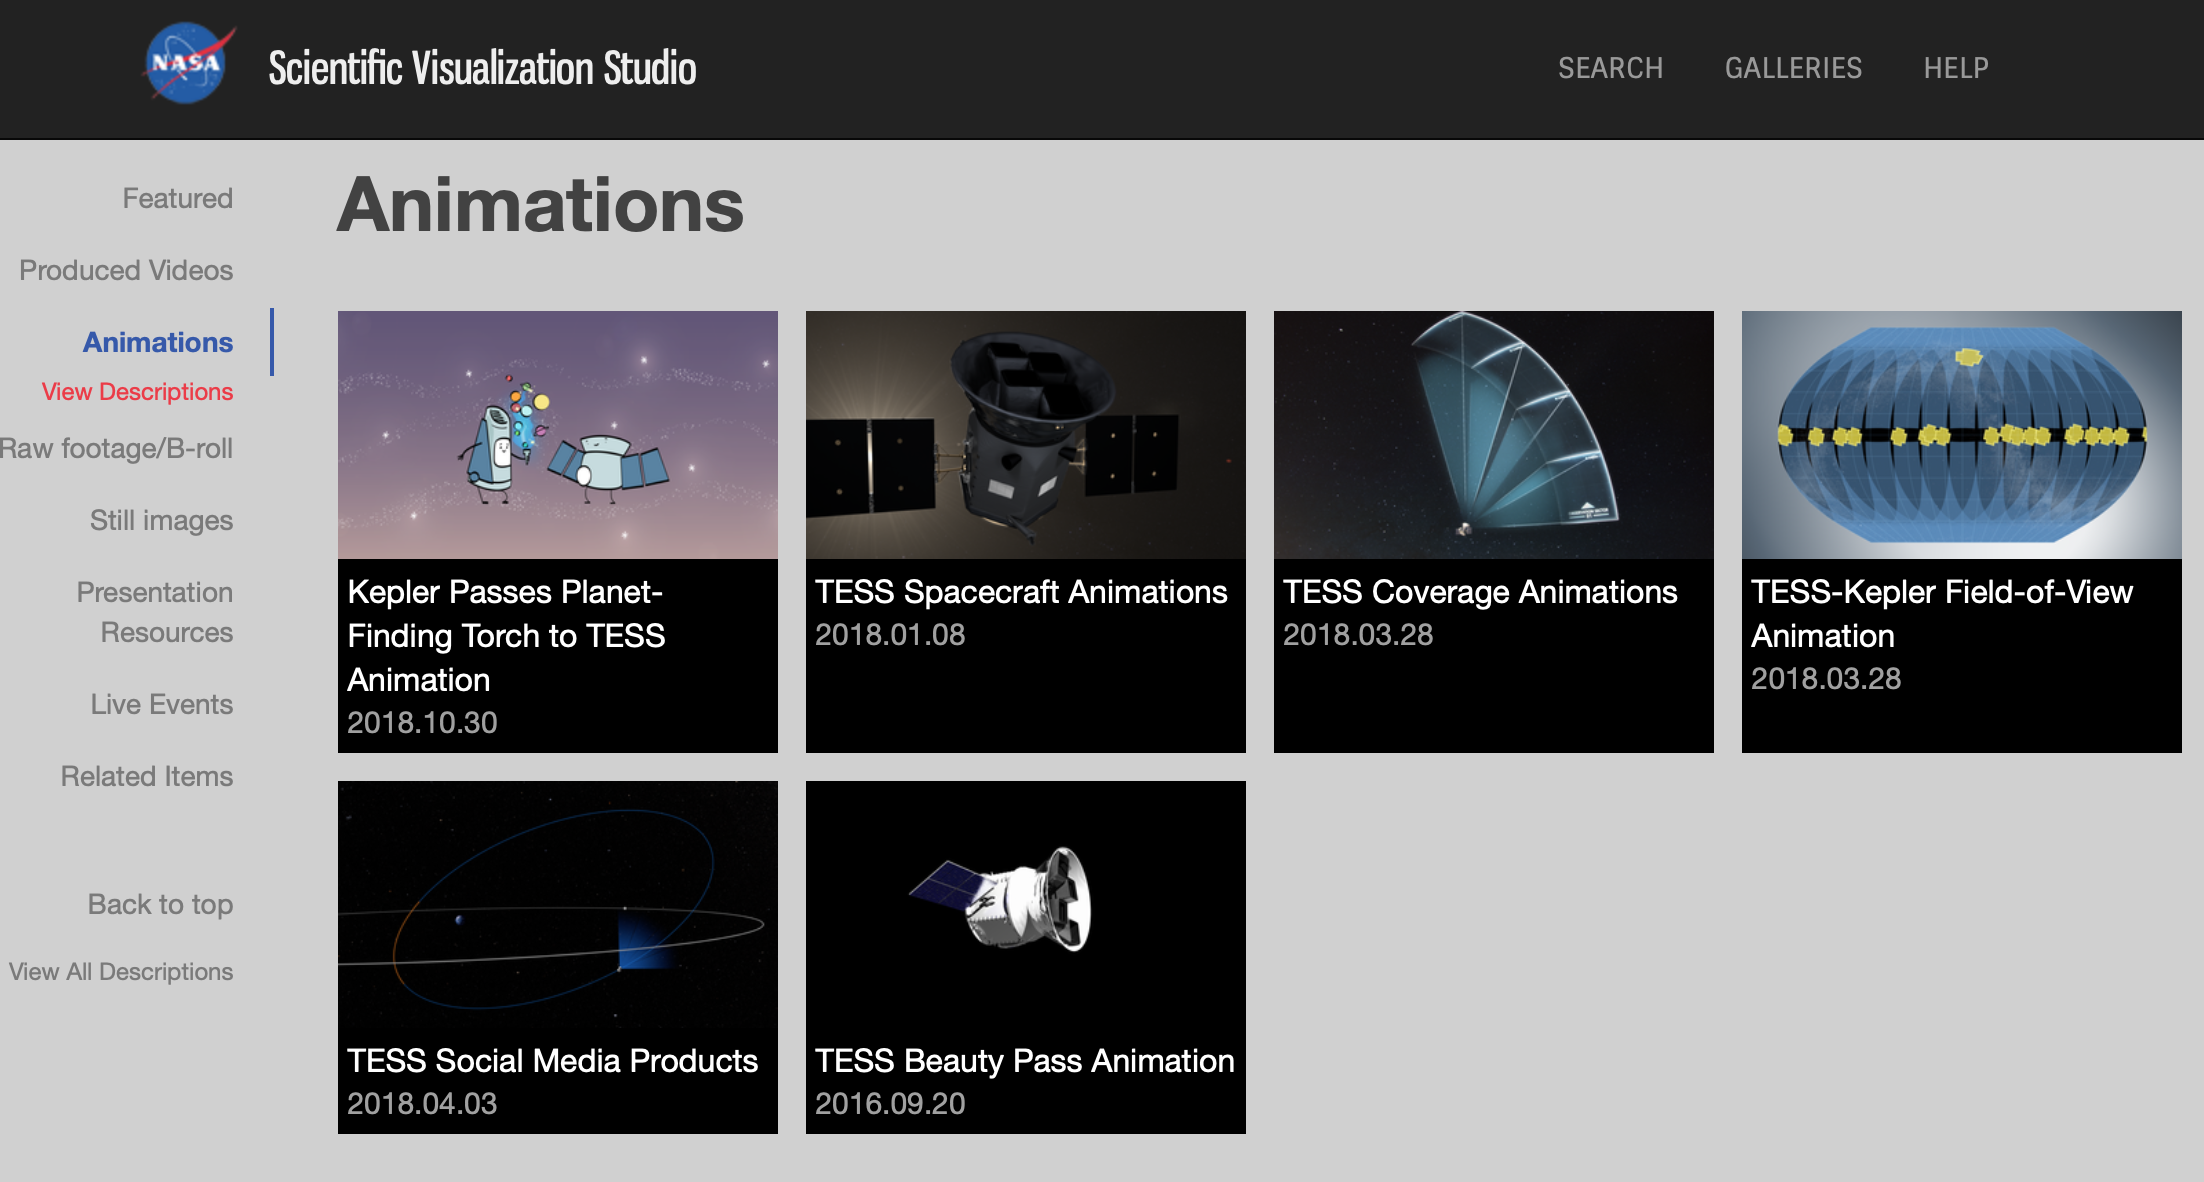 NASA
Scientific Visualization Studio
SEARCH
GALLERIES
HELP
Featured
Produced Videos
Animations
View Descriptions
Raw footage/B-roll
Still images
Presentation
Resources
Live Events
Related Items
Back to top
View All Descriptions
Animations
Kepler Passes Planet-
Finding Torch to TESS
Animation
2018.10.30
TESS Spacecraft Animations
2018.01.08
TESS Coverage Animations
2018.03.28
TESS-Kepler Field-of-View
Animation
2018.03.28
TESS Social Media Products
2018.04.03
TESS Beauty Pass Animation
2016.09.20